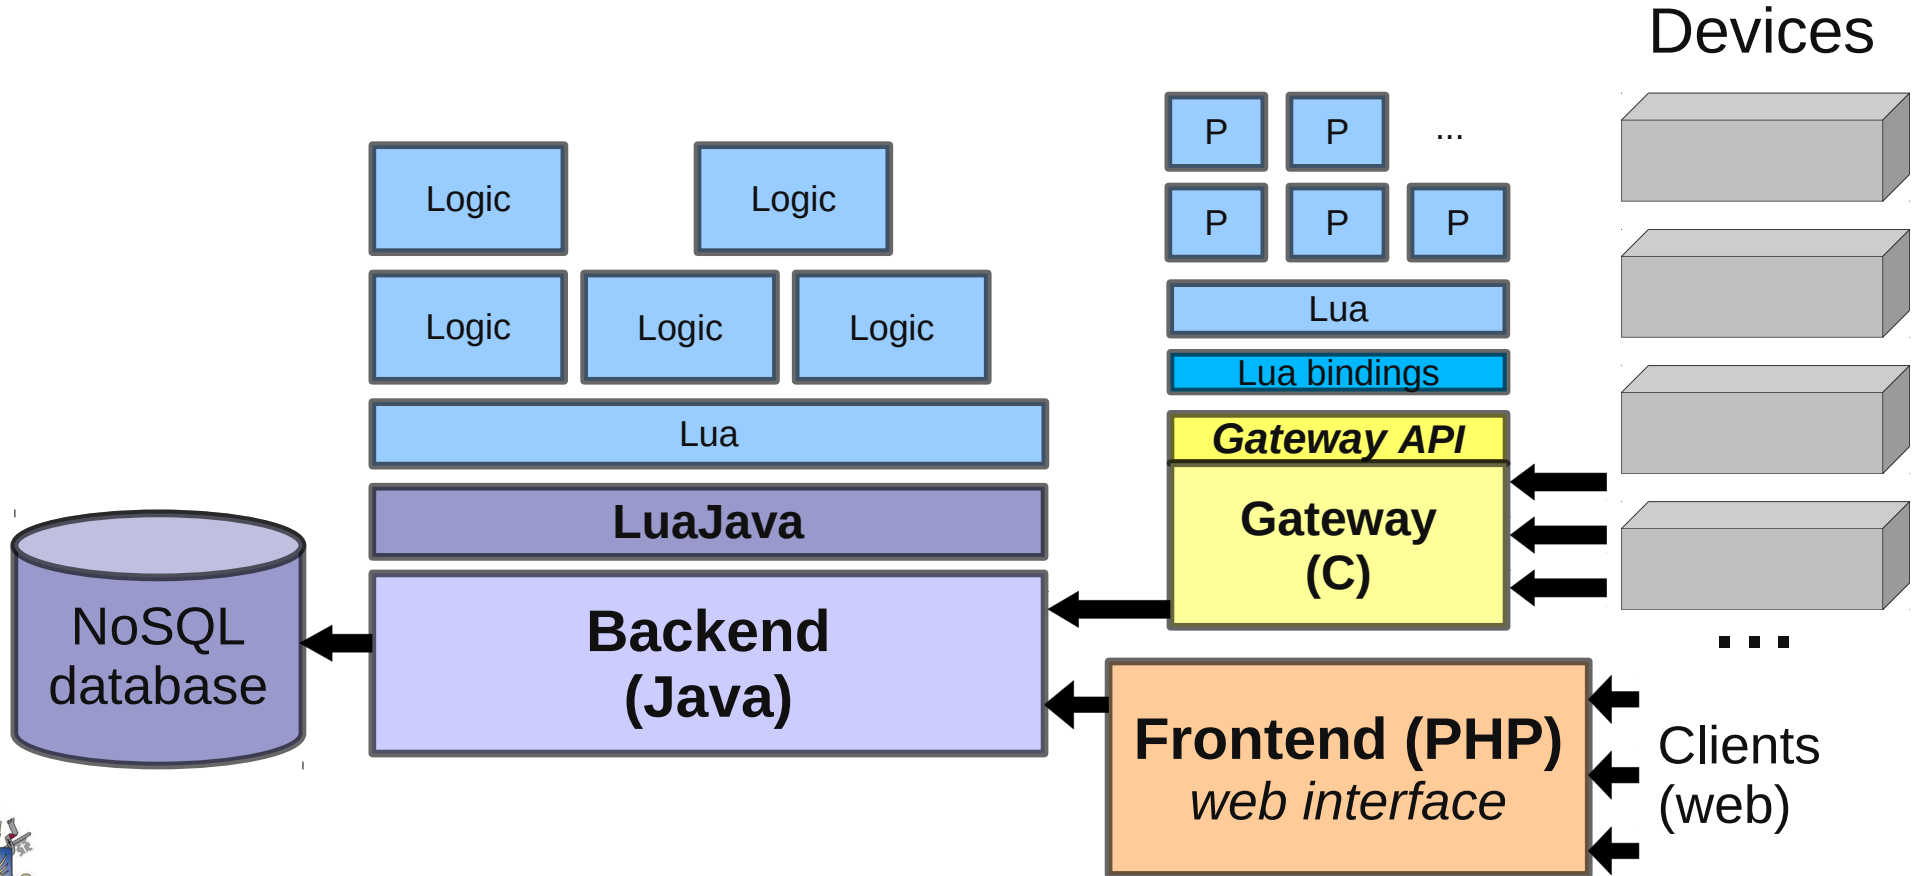 Devices
P
P
...
Logic
Logic
P
P
P
Logic
Logic
Logic
Lua
Lua bindings
Lua
Gateway API
LuaJava
Gateway
(C)
NoSQL
database
Backend
(Java)
...
Frontend (PHP)
web interface
Clients
(web)